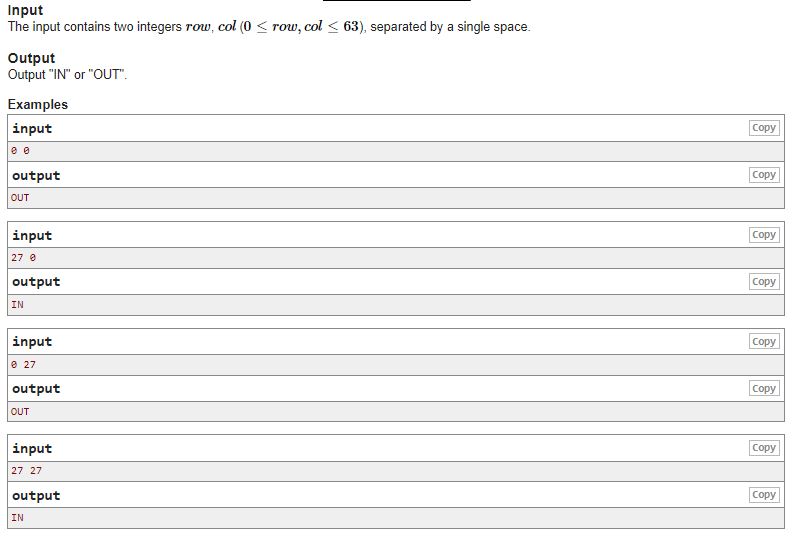 Input
The input contains two integers row, col (0 ≤ row, col ≤ 63), separated by a single space.
Output
Output "IN" or "OUT".
Examples
input
Copy
0 0
output
Copy
OUT
input
Copy
27 0
output
Copy
IN
input
Copy
0 27
output
Copy
OUT
input
Copy
27 27
output
Copy
IN